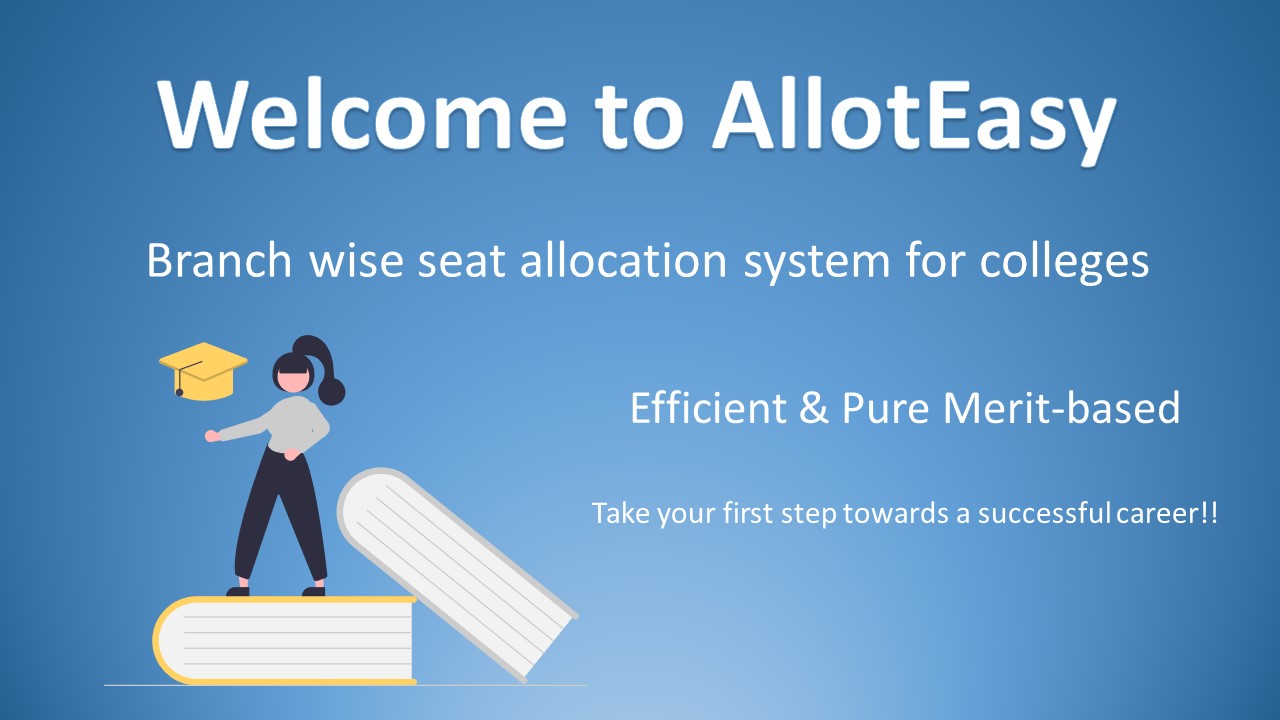 Welcome to AllotEasy
Branch wise seat allocation system for colleges
Efficient & Pure Merit-based
Take your first step towards a successful career!!